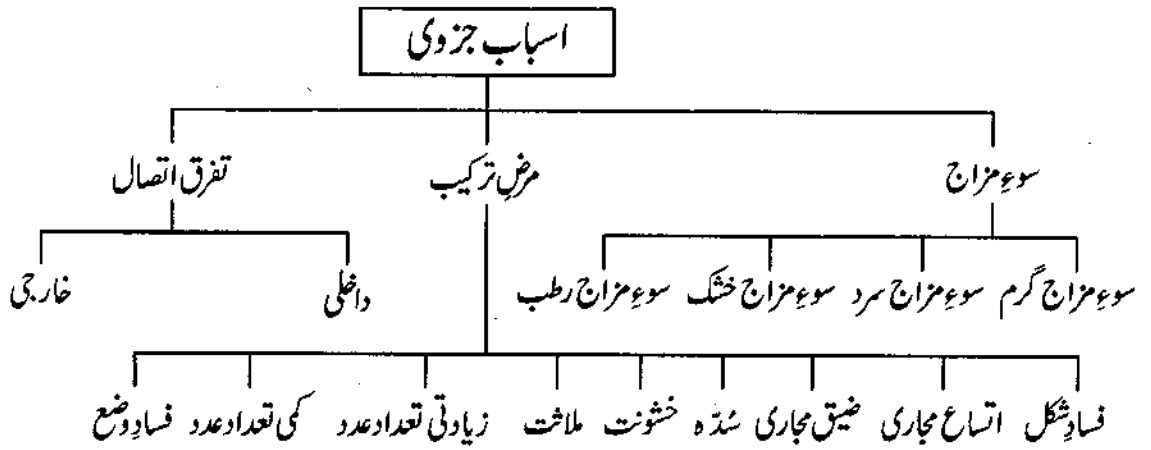 اسباب جزوی
سوءِ مزاج مرضِ ترکیب تفرق اتصال
سوءِ مزاج گرم سوءِ مزاج سرد سوءِ مزاج خشک سوءِ مزاج رطب داخلی خارجی
فسادِ شکل اتساع مجاری ضیق مجاری سُدّہ خشونت ملاثت زیادتی تعداد عدد کمی تعداد عدد فسادِ وضع